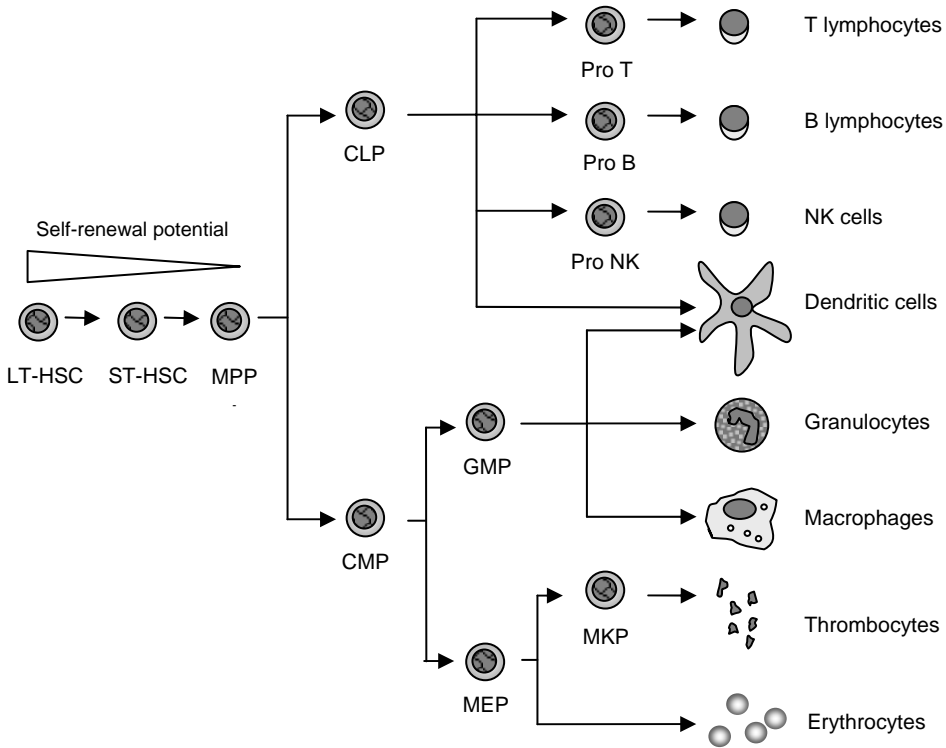 T lymphocytes
Pro T
B lymphocytes
CLP
Pro B
NK cells
Self-renewal potential
Pro NK
Dendritic cells
LT-HSC
ST-HSC
MPP
Granulocytes
GMP
Macrophages
CMP
MKP
Thrombocytes
MEP
Erythrocytes